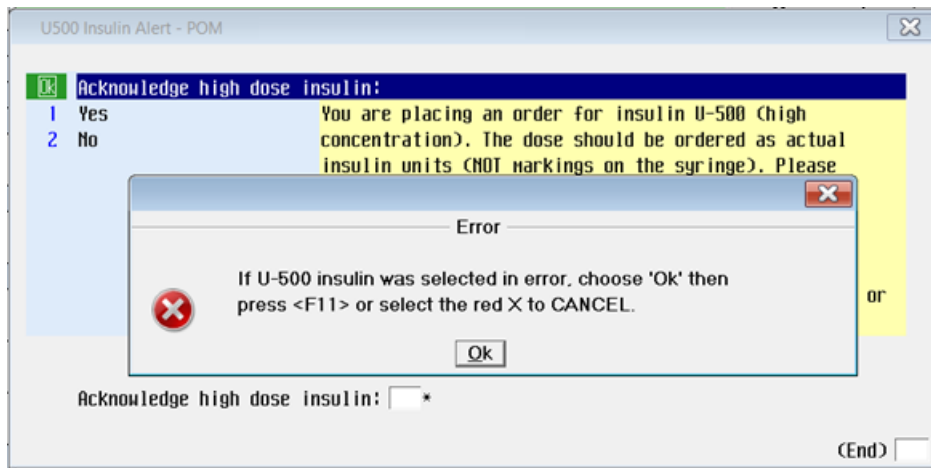 U500 Insulin Alert - POM
Ok Acknowledge high dose insulin:
1 Yes You are placing an order for insulin U-500 (high
2 No concentration). The dose should be ordered as actual
insulin units (NOT markings on the syringe). Please
Error
If U-500 insulin was selected in error, choose 'Ok' then
press <F11> or select the red X to CANCEL.
or
Ok
Acknowledge high dose insulin: *
(End)